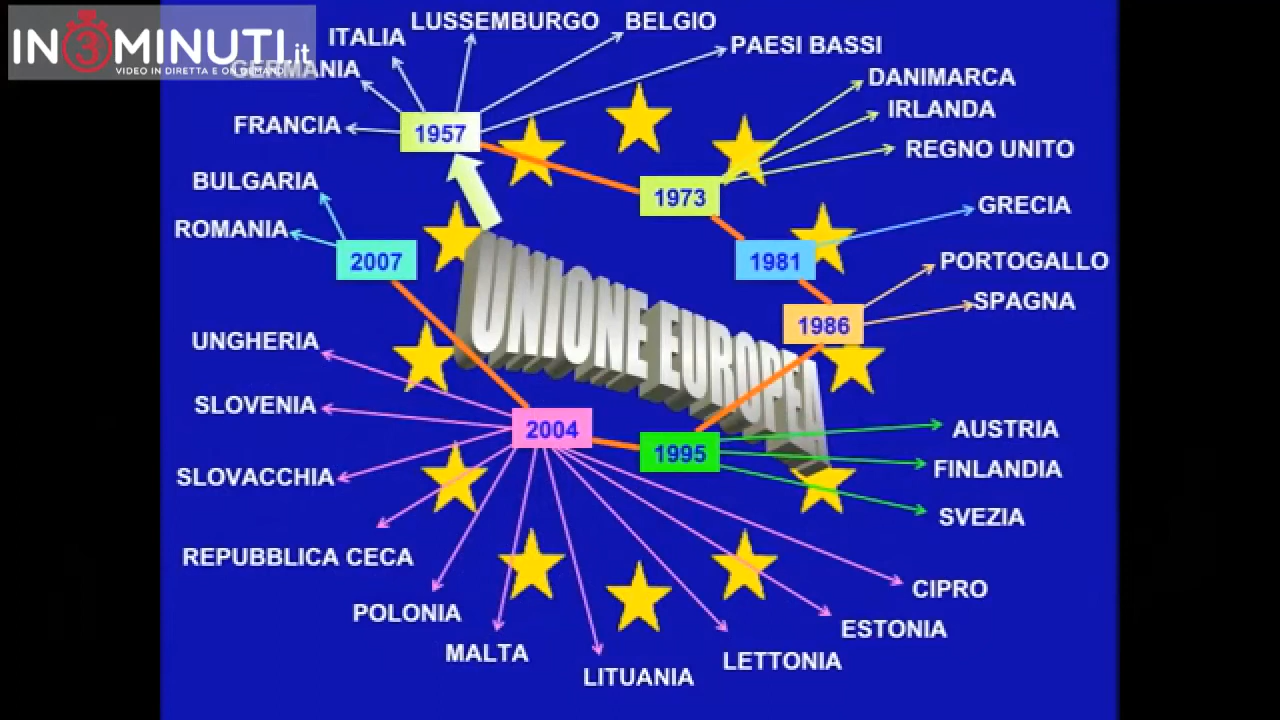 IN3MINUTI.it
VIDEO IN DIRETTA E ON DEMAND
GERMANIA
ITALIA
LUSSEMBURGO
BELGIO
PAESI BASSI
FRANCIA
1957
DANIMARCA
IRLANDA
REGNO UNITO
1973
BULGARIA
ROMANIA
2007
GRECIA
1981
PORTOGALLO
SPAGNA
1986
UNIONE EUROPEA
UNGHERIA
SLOVENIA
SLOVACCHIA
REPUBBLICA CECA
POLONIA
MALTA
LITUANIA
LETTONIA
ESTONIA
CIPRO
2004
1995
AUSTRIA
FINLANDIA
SVEZIA